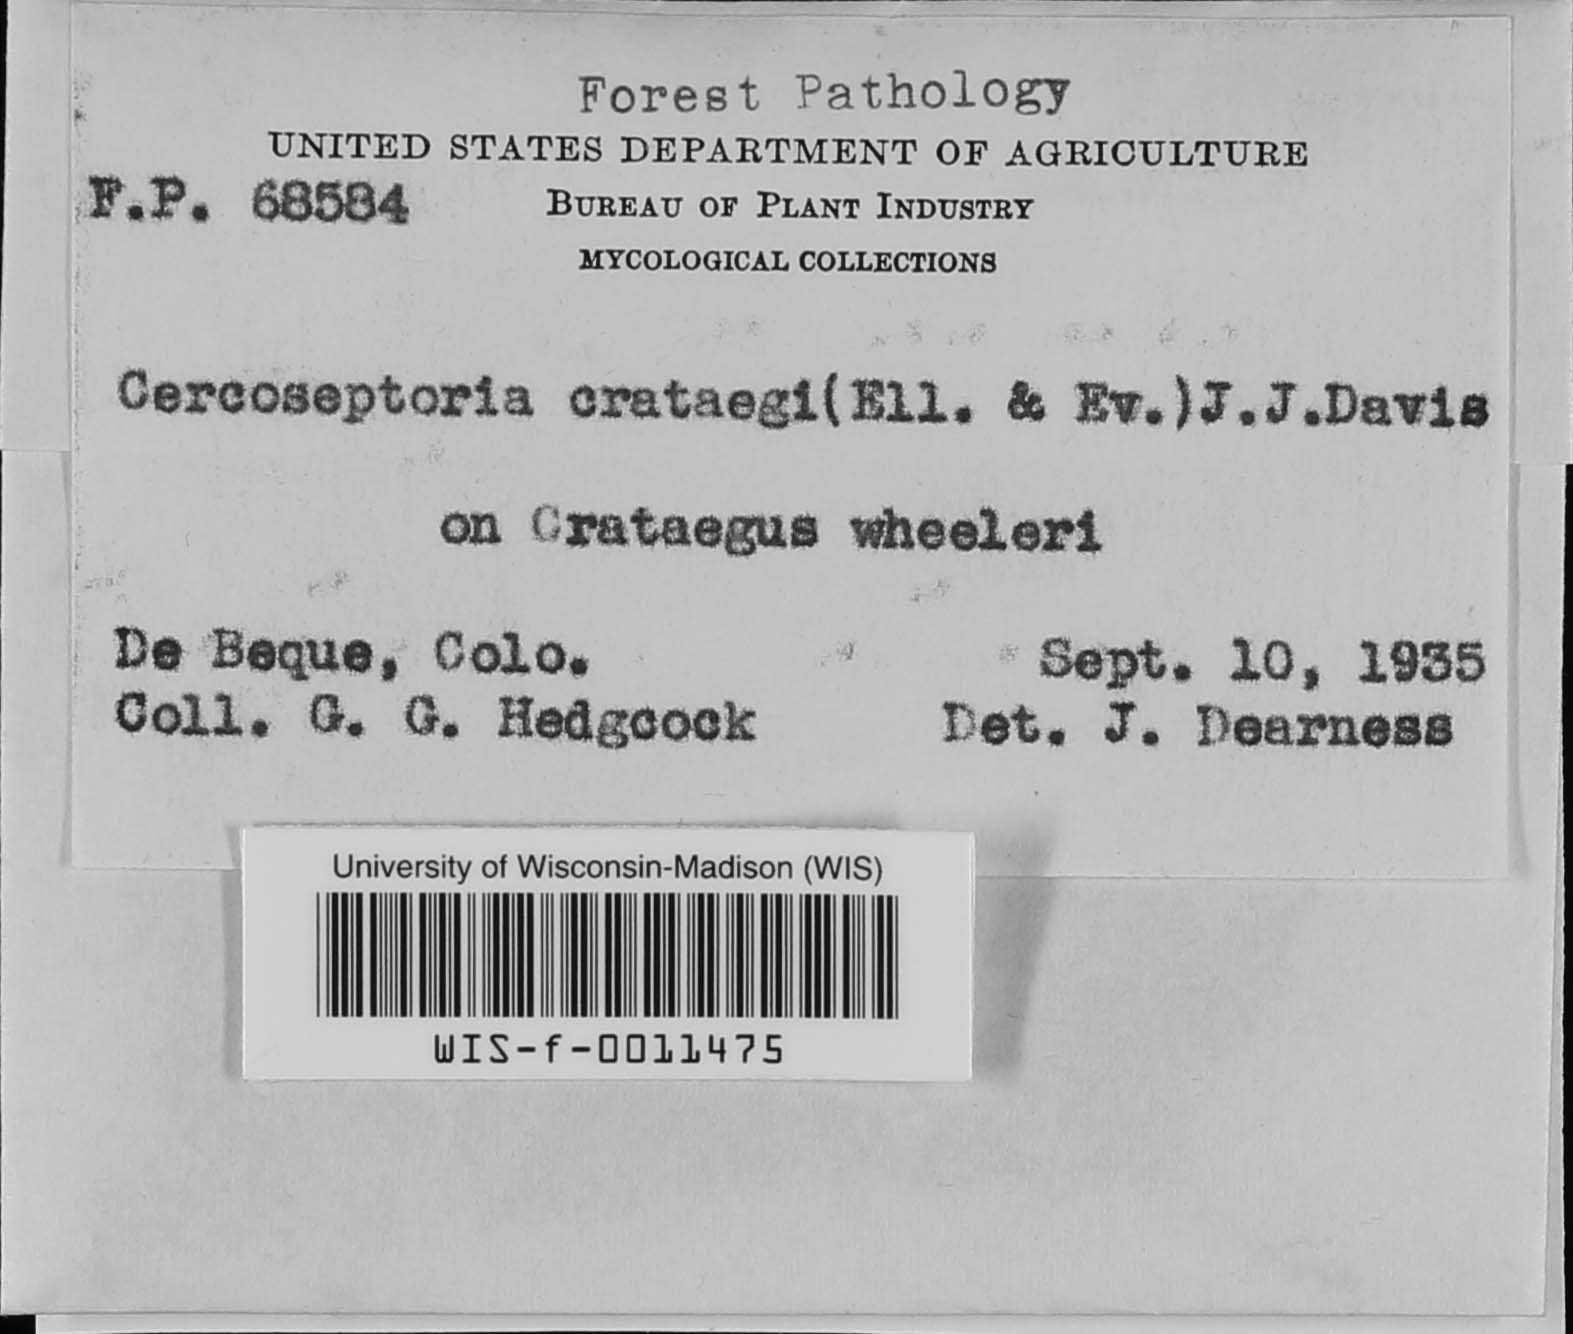 Forest Pathology
UNITED STATES DEPARTMENT OF AGRICULTURE
F.P. 68584 BUREAU OF PLANT INDUSTRY
MYCOLOGICAL COLLECTIONS
Cercoseptoria crataegi(Ell. & Ev.)J.J.Davis
on Crataegus wheeleri
De Beque, Colo. Sept. 10, 1935
Coll. G. G. Hedgcock Det. J. Dearness
University of Wisconsin-Madison (WIS)
WIS-f-0011475